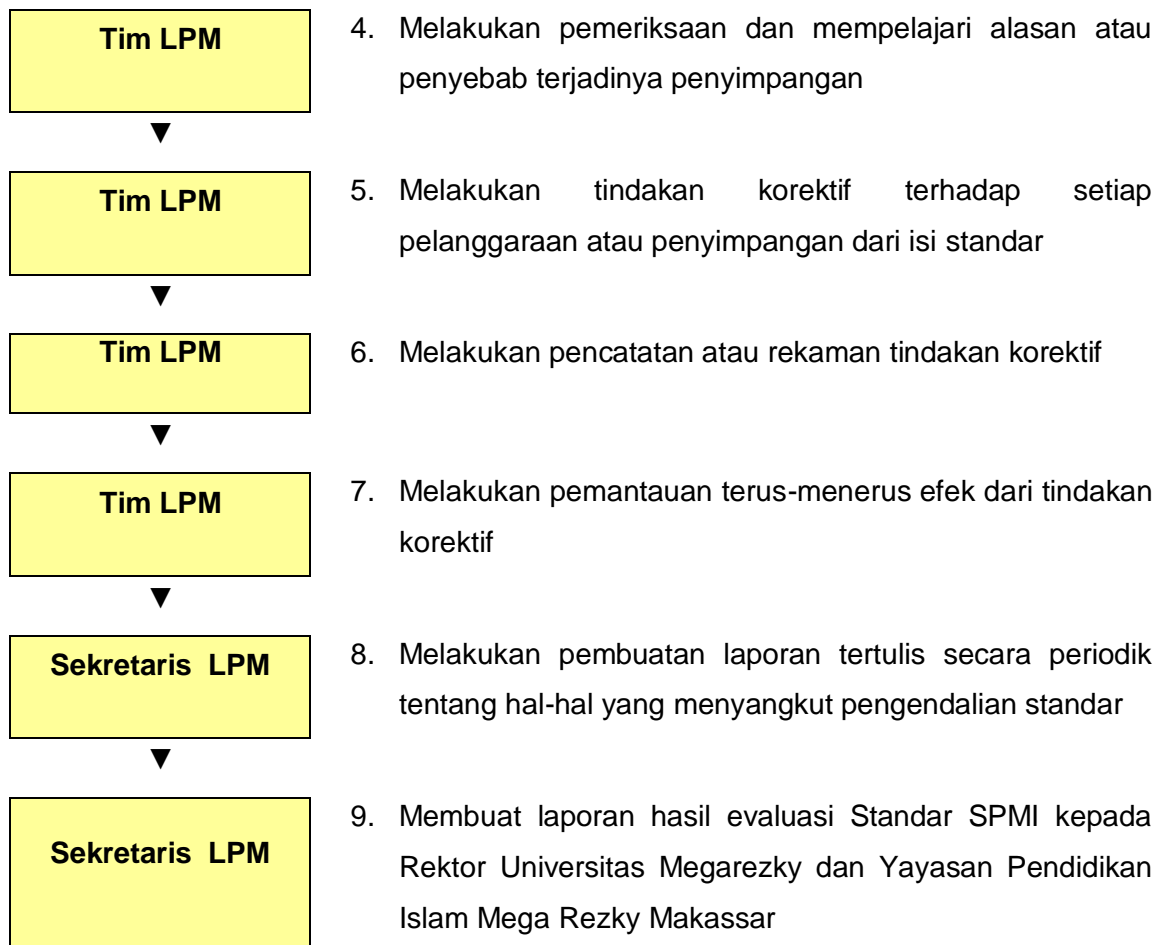 Tim LPM
4. Melakukan pemeriksaan dan mempelajari alasan atau
penyebab terjadinya penyimpangan
▼
Tim LPM
5. Melakukan tindakan korektif terhadap setiap
pelanggaraan atau penyimpangan dari isi standar
▼
Tim LPM
6. Melakukan pencatatan atau rekaman tindakan korektif
▼
Tim LPM
7. Melakukan pemantauan terus-menerus efek dari tindakan
korektif
▼
Sekretaris LPM
8. Melakukan pembuatan laporan tertulis secara periodik
tentang hal-hal yang menyangkut pengendalian standar
▼
Sekretaris LPM
9. Membuat laporan hasil evaluasi Standar SPMI kepada
Rektor Universitas Megarezky dan Yayasan Pendidikan
Islam Mega Rezky Makassar